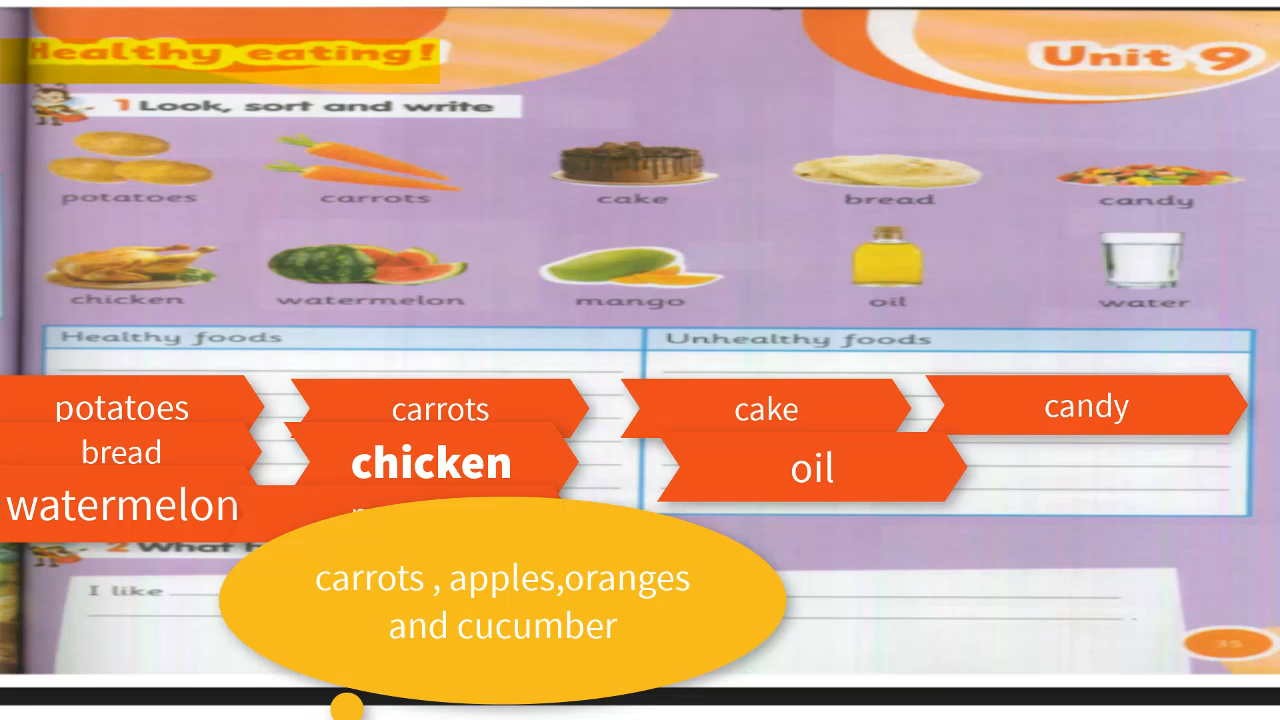 Healthy eating!
Unit 9
1 Look, sort and write
potatoes carrots cake bread candy
chicken watermelon mango oil water
Healthy foods Unhealthy foods
potatoes carrots cake candy
bread chicken oil
watermelon
2 What
I like
carrots , apples,oranges
and cucumber
35